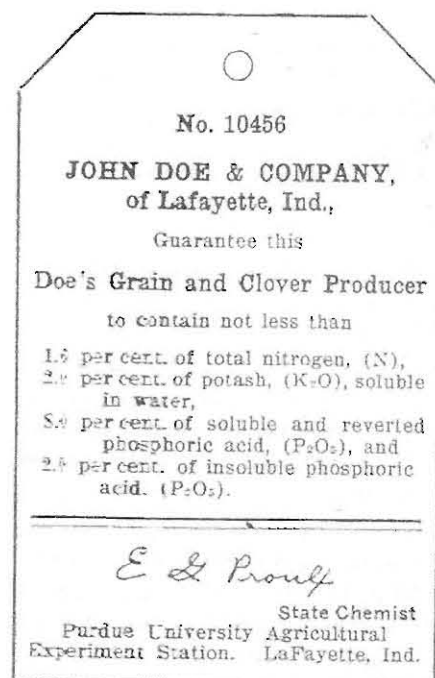 No. 10456
JOHN DOE & COMPANY,
of Lafayette, Ind.,
Guarantee this
Doe's Grain and Clover Producer
to contain not less than
per cent. of total nitrogen, (N),
per cent. of potash, (K₂O), soluble
in water,
per cent. of soluble and reverted
phosphoric acid, (P₂O₅), and
per cent. of insoluble phosphoric
acid. (P₂O₅).
E G Proulx
State Chemist
Purdue University Agricultural
Experiment Station. LaFayette, Ind.